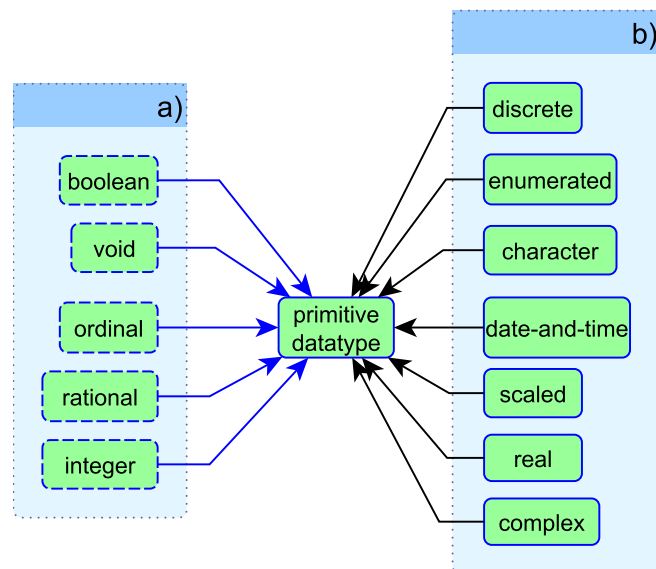 a)
boolean
void
ordinal
rational
integer
primitive
datatype
b)
discrete
enumerated
character
date-and-time
scaled
real
complex